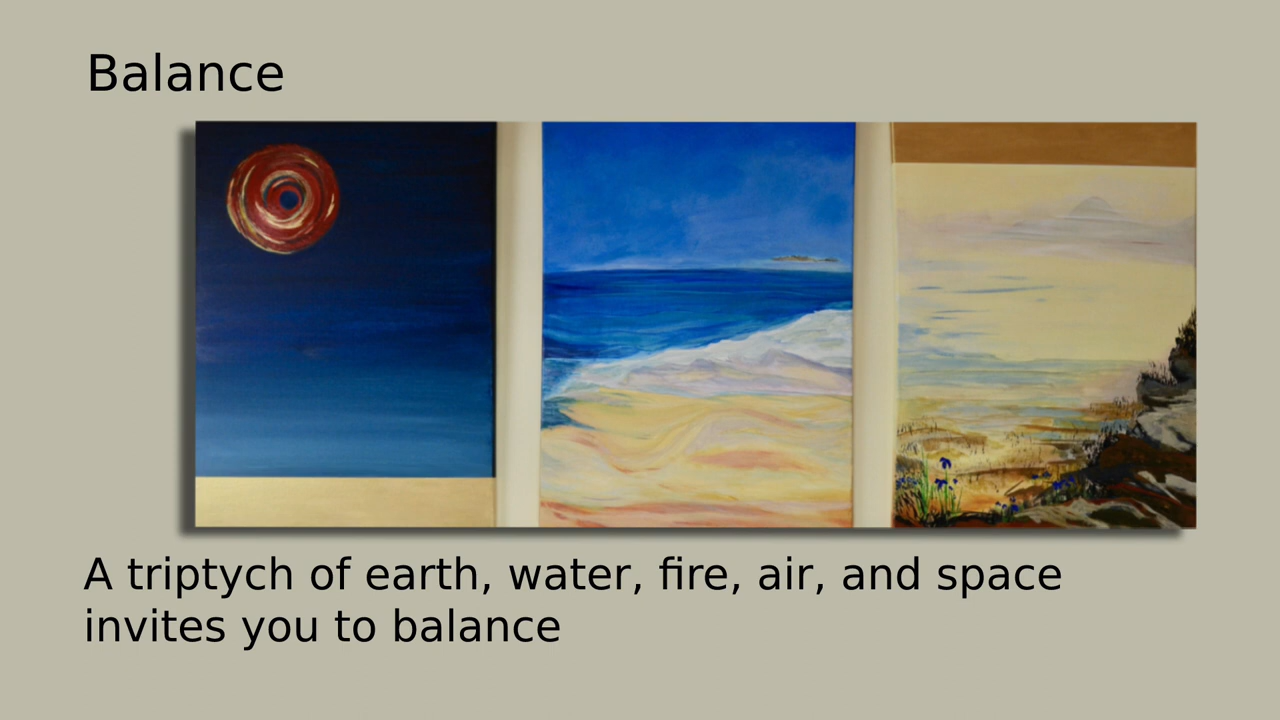 Balance
A triptych of earth, water, fire, air, and space
invites you to balance